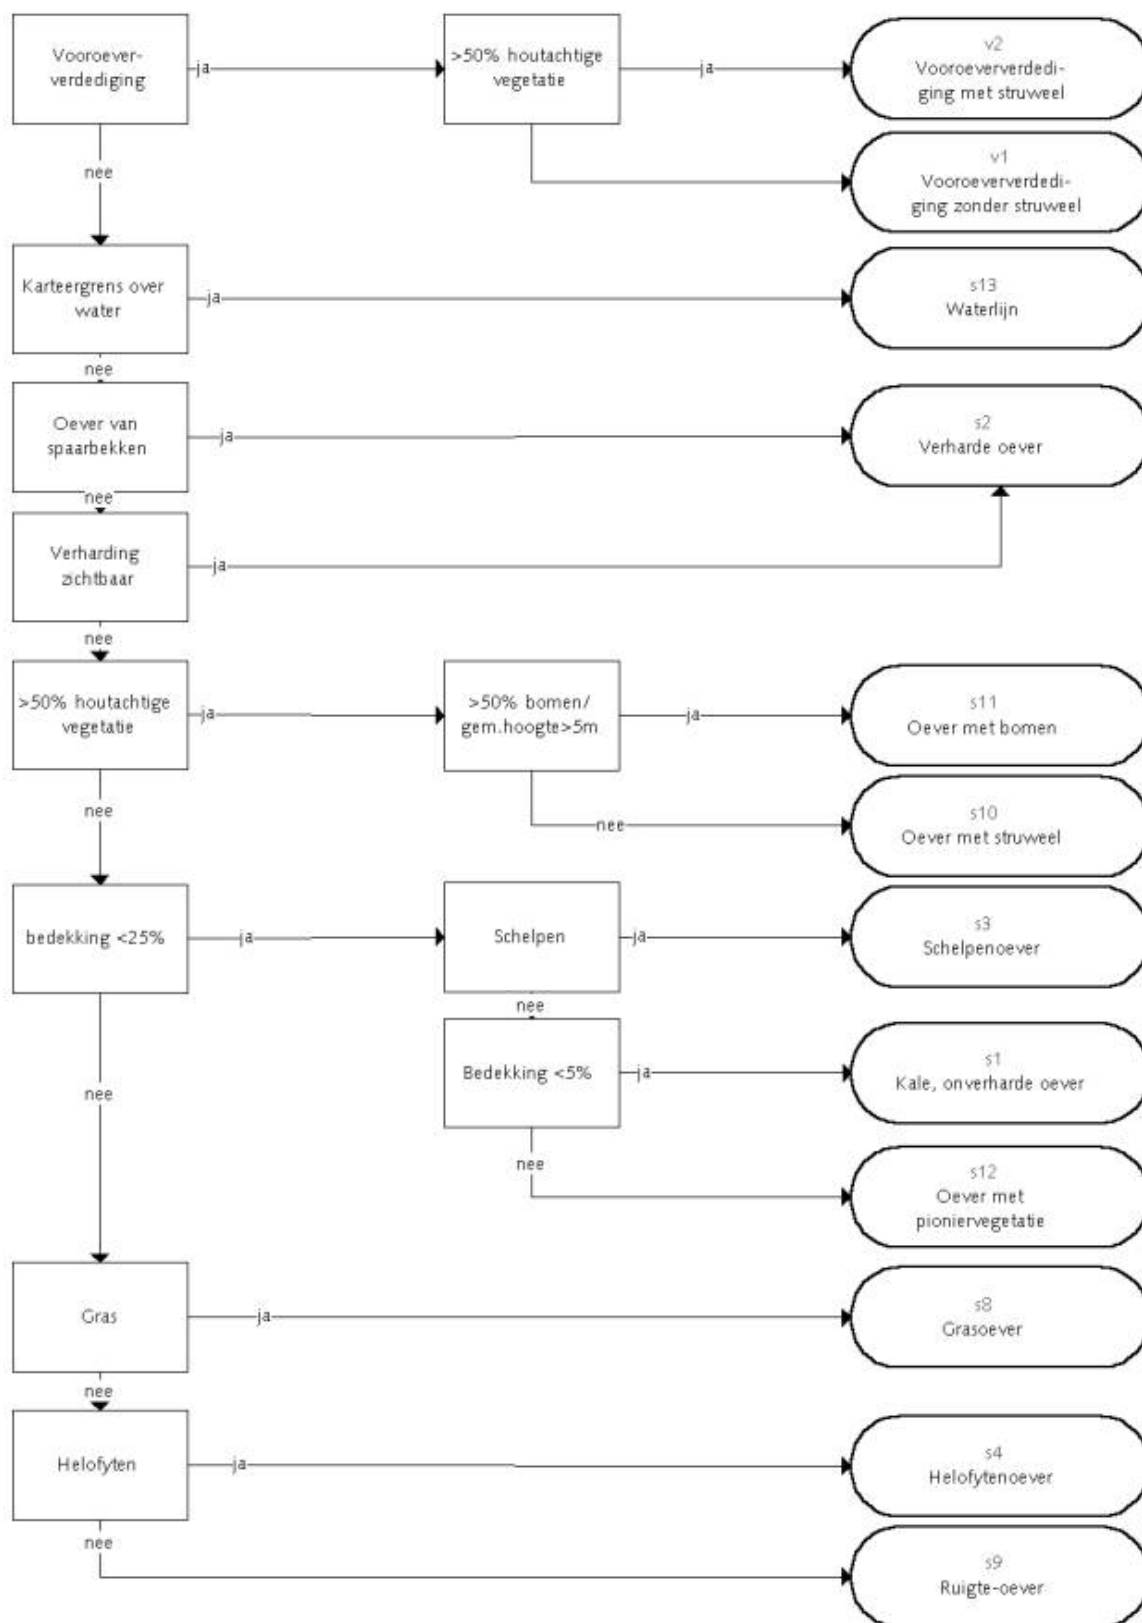 Vooroever-
verdediging
ja
>50% houtachtige
vegetatie
ja
v2
Vooroeververdedi-
ging met struweel
v1
Vooroeververdedi-
ging zonder struweel
nee
Karteergrens over
water
ja
s13
Waterlijn
nee
Oever van
spaarbekken
ja
s2
Verharde oever
nee
Verharding
zichtbaar
ja
nee
>50% houtachtige
vegetatie
ja
>50% bomen/
gem.hoogte>5m
ja
s11
Oever met bomen
nee
nee
s10
Oever met struweel
bedekking <25%
ja
Schelpen
ja
s3
Schelpenoever
nee
Bedekking <5%
ja
s1
Kale, onverharde oever
nee
nee
s12
Oever met
pioniervegetatie
Gras
ja
s8
Grasoever
nee
Helofyten
ja
s4
Helofytenoever
nee
s9
Ruigte-oever